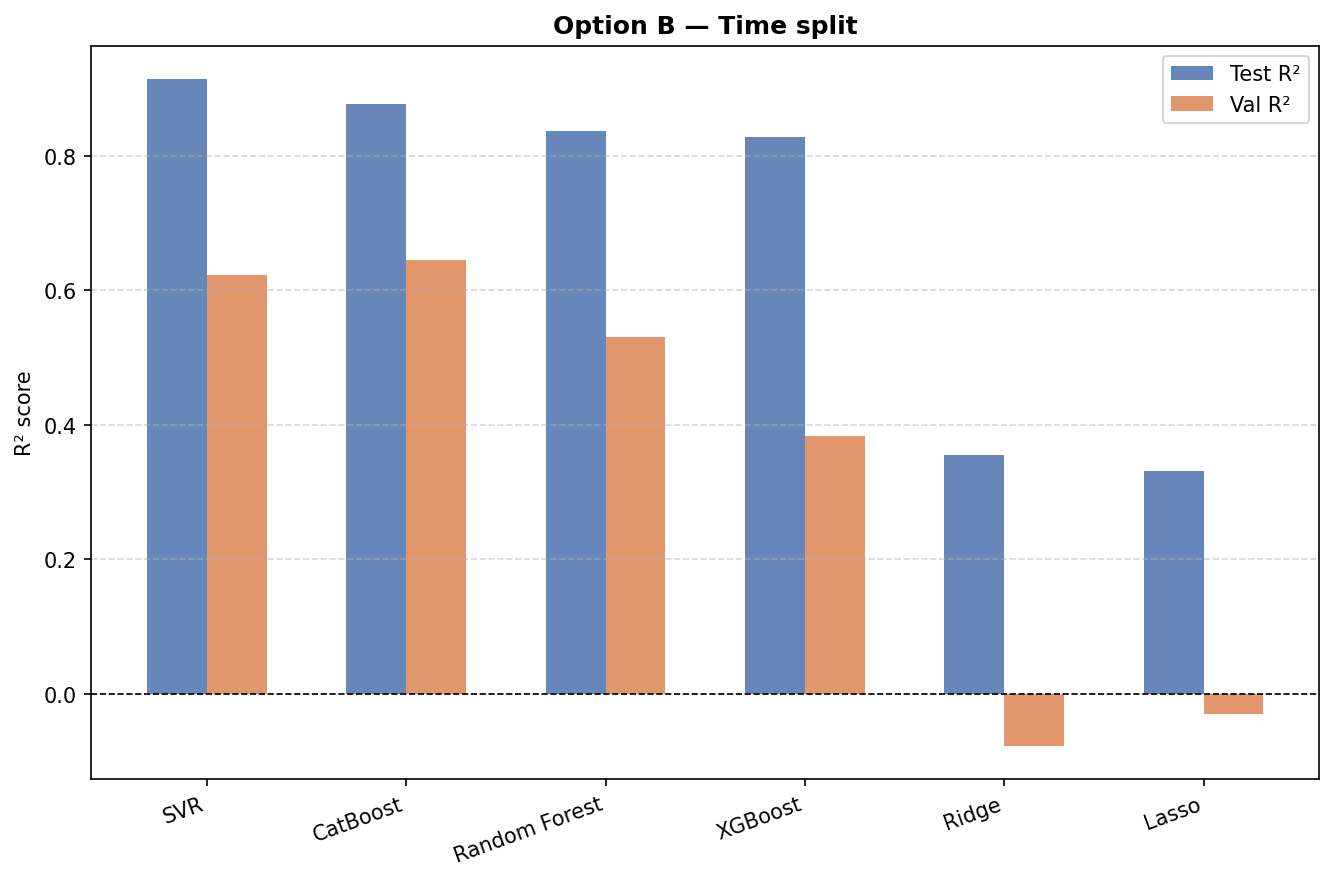 Option B — Time split
Test R²
Val R²
R² score
0.8
0.6
0.4
0.2
0.0
SVR
CatBoost
Random Forest
XGBoost
Ridge
Lasso